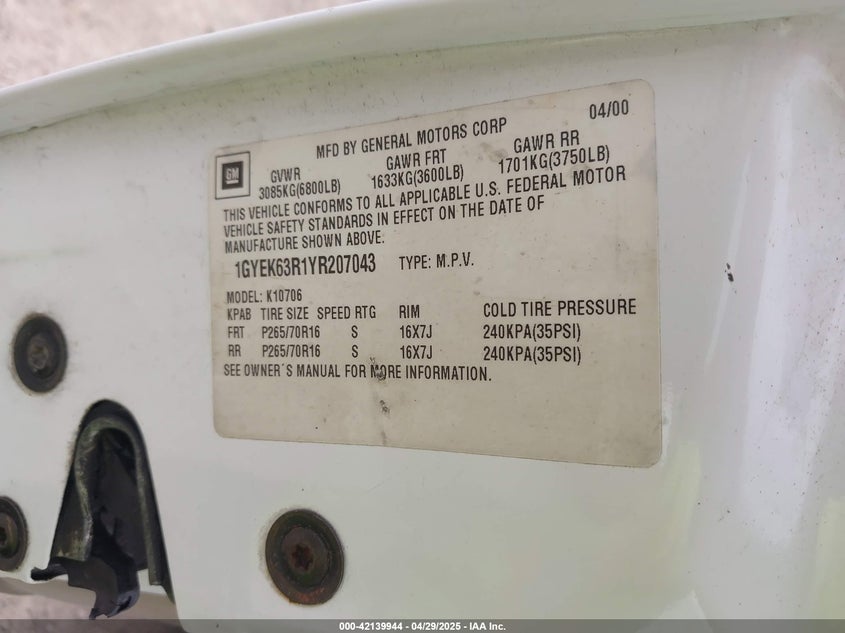 04/00
MFD BY GENERAL MOTORS CORP
GM
GVWR GAWR FRT GAWR RR
3085KG(6800LB) 1633KG(3600LB) 1701KG(3750LB)
THIS VEHICLE CONFORMS TO ALL APPLICABLE U.S. FEDERAL MOTOR
VEHICLE SAFETY STANDARDS IN EFFECT ON THE DATE OF
MANUFACTURE SHOWN ABOVE.
1GYEK63R1YR207043 TYPE: M.P.V.
MODEL: K10706
KPAB TIRE SIZE SPEED RTG RIM COLD TIRE PRESSURE
FRT P265/70R16 S 16X7J 240KPA(35PSI)
RR P265/70R16 S 16X7J 240KPA(35PSI)
SEE OWNER'S MANUAL FOR MORE INFORMATION.
000-42139944 - 04/29/2025 - IAA Inc.